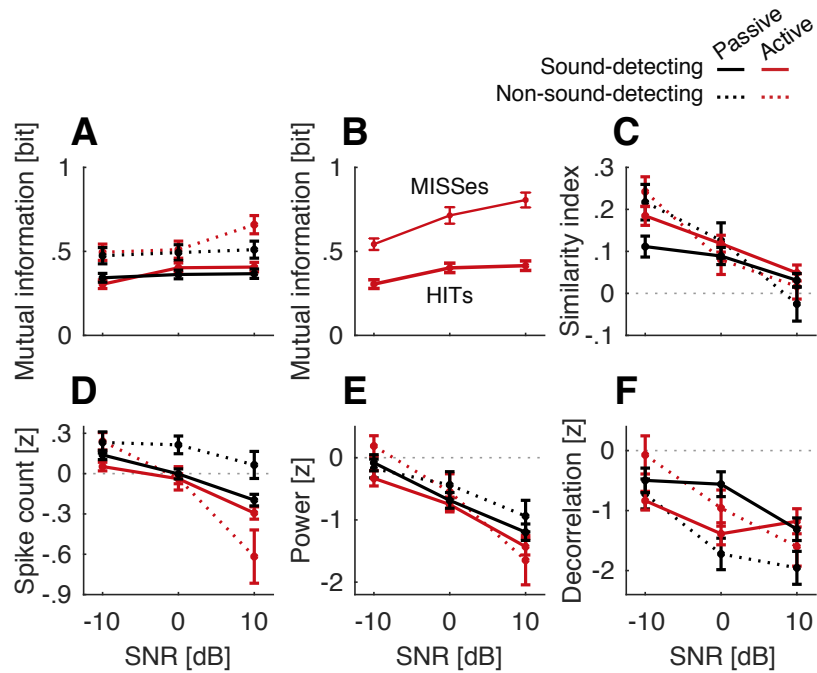 Passive Active
Sound-detecting
Non-sound-detecting
A
Mutual information [bit]
1
.5
0
-10 0 10
B
Mutual information [bit]
1
.5
0
MISSes
HITs
C
Similarity index
.3
.2
.1
0
-.1
D
Spike count [z]
.3
0
-.3
-.6
-.9
-10 0 10
SNR [dB]
E
Power [z]
0
-1
-2
-10 0 10
SNR [dB]
F
Decorrelation [z]
0
-1
-2
-10 0 10
SNR [dB]